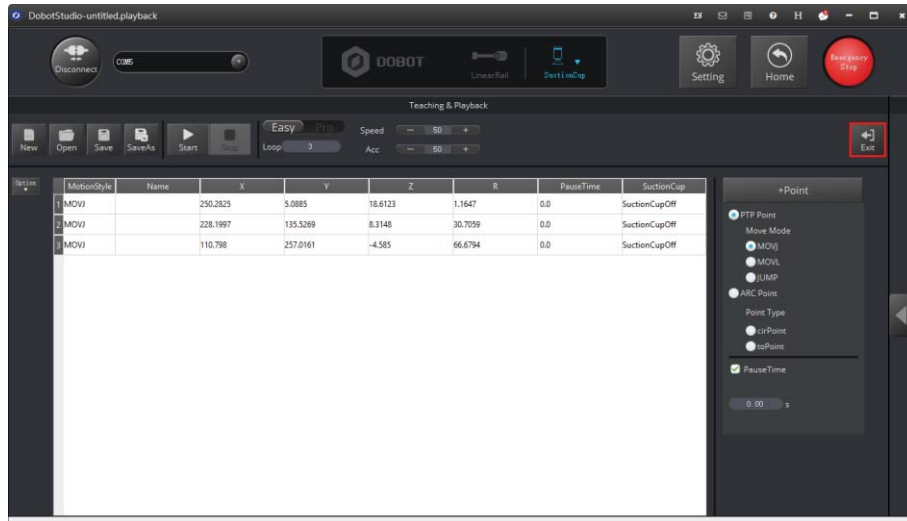 DobotStudio-untitled.playback
H
Disconnect
COM5
DOBOT
LinearRail
SuctionCup
Setting
Home
Emergency Stop
Teaching & Playback
New
Open
Save
SaveAs
Start
Stop
Easy Pro
Loop 3
Speed − 50 +
Acc − 50 +
Exit
Option
MotionStyle Name X Y Z R PauseTime SuctionCup
1 MOVJ 250.2825 5.0885 18.6123 1.1647 0.0 SuctionCupOff
2 MOVJ 228.1997 135.5269 8.3148 30.7059 0.0 SuctionCupOff
3 MOVJ 110.798 257.0161 -4.585 66.6794 0.0 SuctionCupOff
+Point
PTP Point
Move Mode
MOVJ
MOVL
JUMP
ARC Point
Point Type
cirPoint
toPoint
PauseTime
0.00 s